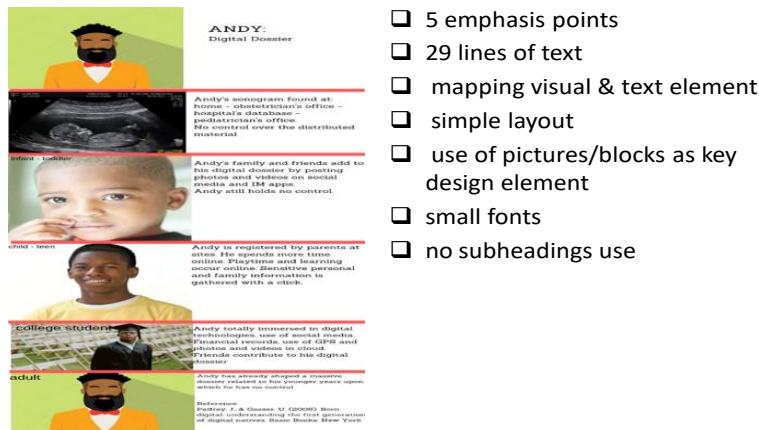 ANDY:
Digital Dossier
Andy's sonogram found at:
home - obstetrician's office -
hospital's database -
pediatrician's office.
No control over the distributed
material.
infant - toddler
Andy's family and friends add to
his digital dossier by posting
photos and videos on social
media and IM apps.
Andy still holds no control.
child - teen
Andy is registered by parents at
sites. He spends more time
online. Playtime and learning
occur online. Sensitive personal
and family information is
gathered with a click.
college student
Andy totally immersed in digital
technologies, use of social media.
Financial records, use of GPS and
photos and videos in cloud.
Friends contribute to his digital
dossier
adult
Andy has already shaped a massive
dossier related to his younger years upon
which he has no control
Reference
Palfrey, J. & Gasser, U. (2008). Born
digital: understanding the first generation
of digital natives. Basic Books: New York
5 emphasis points
29 lines of text
mapping visual & text element
simple layout
use of pictures/blocks as key
design element
small fonts
no subheadings use